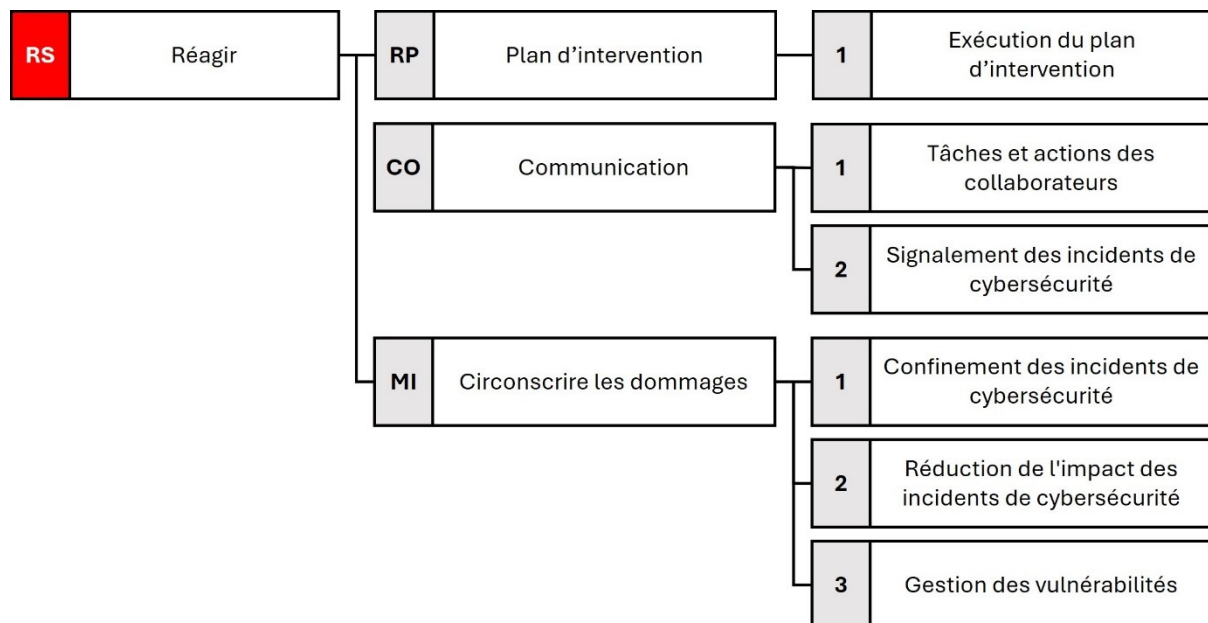 RS
Réagir
RP
Plan d’intervention
1
Exécution du plan
d’intervention
CO
Communication
1
Tâches et actions des
collaborateurs
2
Signalement des incidents de
cybersécurité
MI
Circonscrire les dommages
1
Confinement des incidents de
cybersécurité
2
Réduction de l'impact des
incidents de cybersécurité
3
Gestion des vulnérabilités